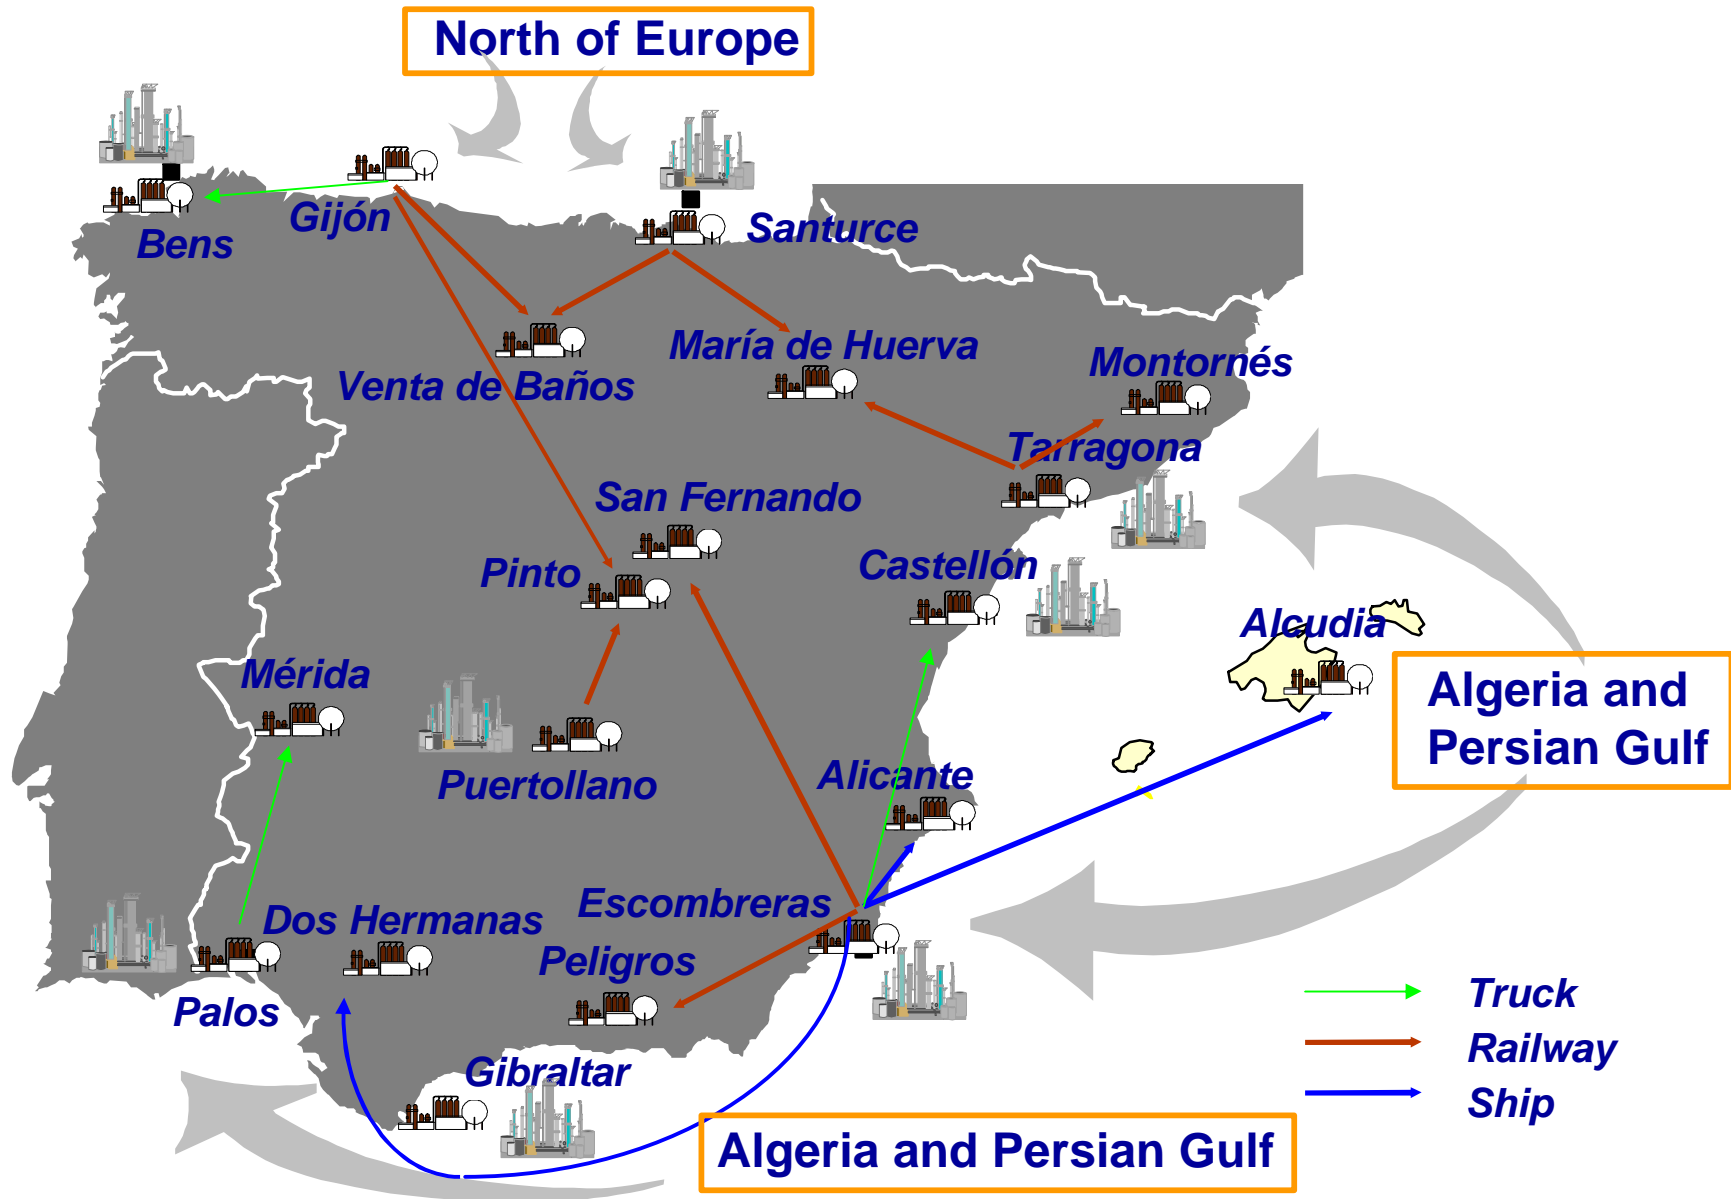 North of Europe
Gijón
Santurce
Bens
María de Huerva
Montornés
Venta de Baños
Tarragona
San Fernando
Pinto
Castellón
Alcudia
Mérida
Algeria and
Persian Gulf
Puertollano
Alicante
Escombreras
Dos Hermanas
Peligros
Palos
Truck
Railway
Ship
Gibraltar
Algeria and Persian Gulf